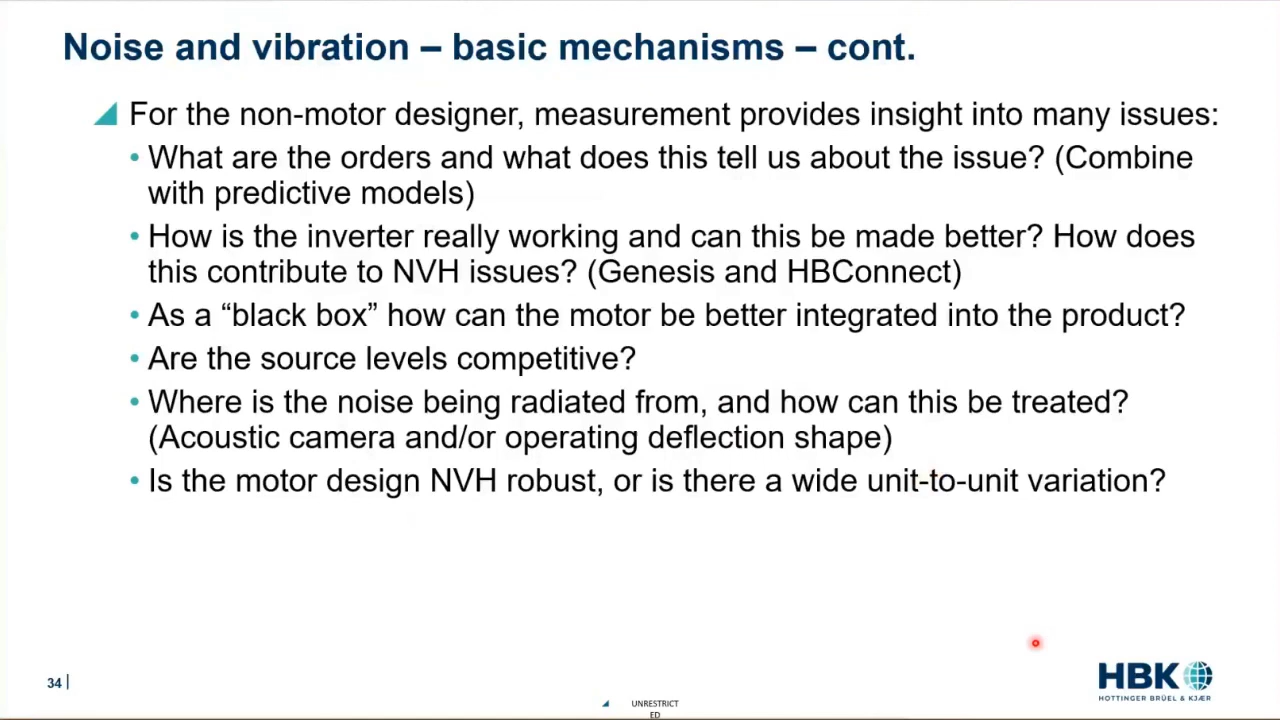 Noise and vibration – basic mechanisms – cont.
For the non-motor designer, measurement provides insight into many issues:
• What are the orders and what does this tell us about the issue? (Combine
with predictive models)
• How is the inverter really working and can this be made better? How does
this contribute to NVH issues? (Genesis and HBConnect)
• As a “black box” how can the motor be better integrated into the product?
• Are the source levels competitive?
• Where is the noise being radiated from, and how can this be treated?
(Acoustic camera and/or operating deflection shape)
• Is the motor design NVH robust, or is there a wide unit-to-unit variation?
34 |
HBK
HOTTINGER BRÜEL & KJÆR
UNRESTRICT
ED